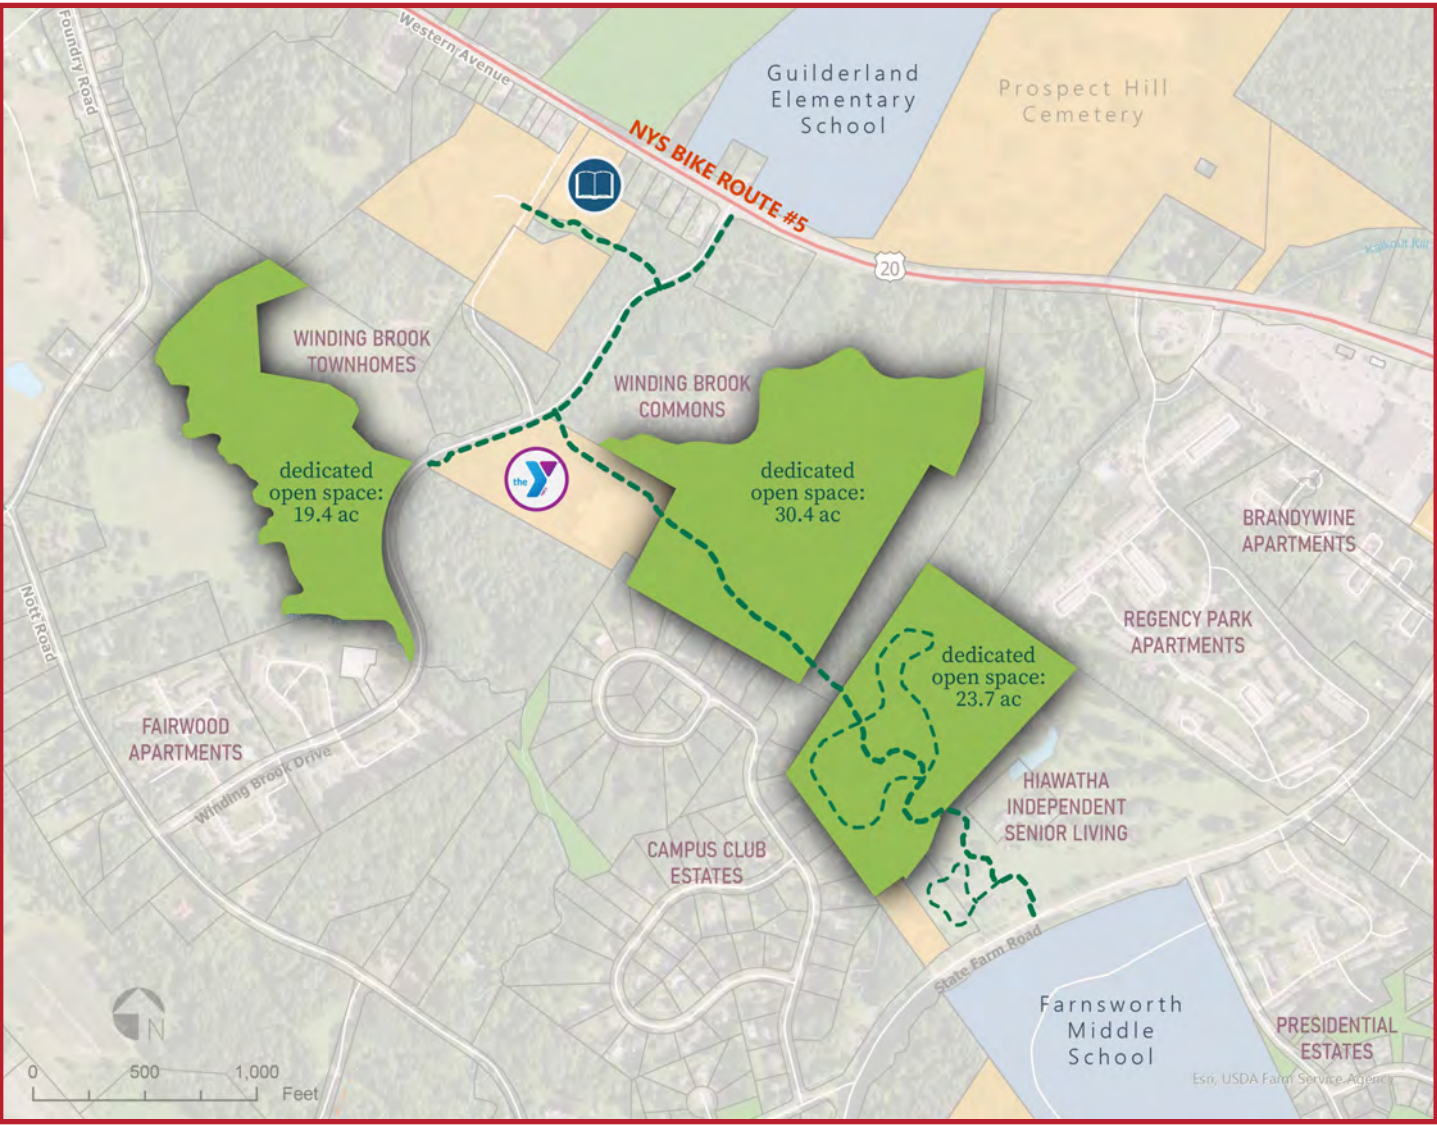 Foundry Road
Western Avenue
Guilderland
Elementary
School
Prospect Hill
Cemetery
NYS BIKE ROUTE #5
20
WINDING BROOK
TOWNHOMES
WINDING BROOK
COMMONS
dedicated
open space:
19.4 ac
the Y
dedicated
open space:
30.4 ac
BRANDYWINE
APARTMENTS
REGENCY PARK
APARTMENTS
Nott Road
dedicated
open space:
23.7 ac
FAIRWOOD
APARTMENTS
Winding Brook Drive
HIAWATHA
INDEPENDENT
SENIOR LIVING
CAMPUS CLUB
ESTATES
State Farm Road
Farnsworth
Middle
School
PRESIDENTIAL
ESTATES
N
0 500 1,000
Feet
Esri, USDA Farm Service Agency